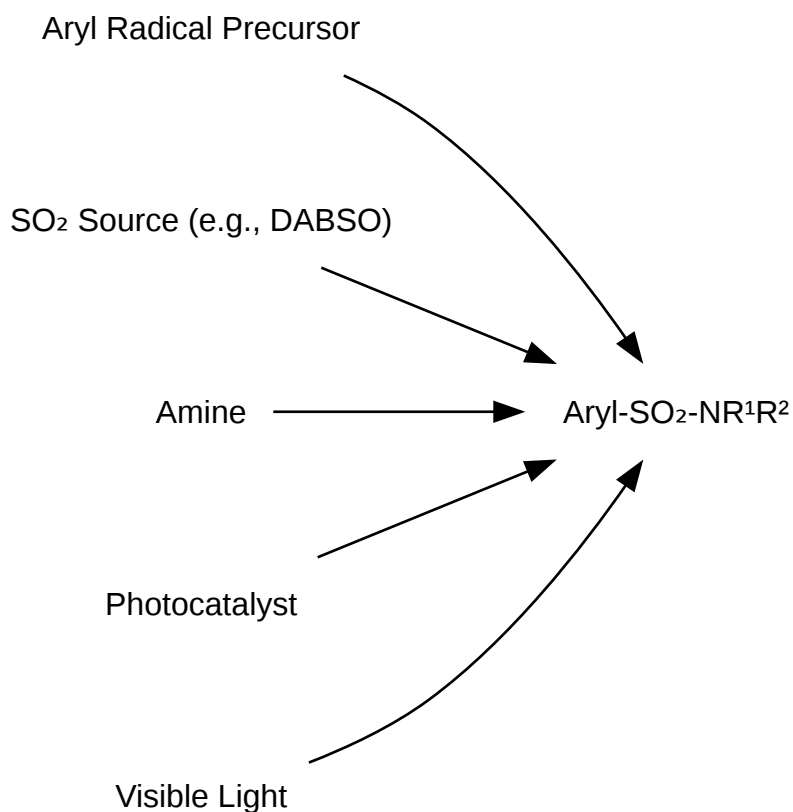 Aryl Radical Precursor
SO₂ Source (e.g., DABSO)
Amine
Aryl-SO₂-NR¹R²
Photocatalyst
Visible Light